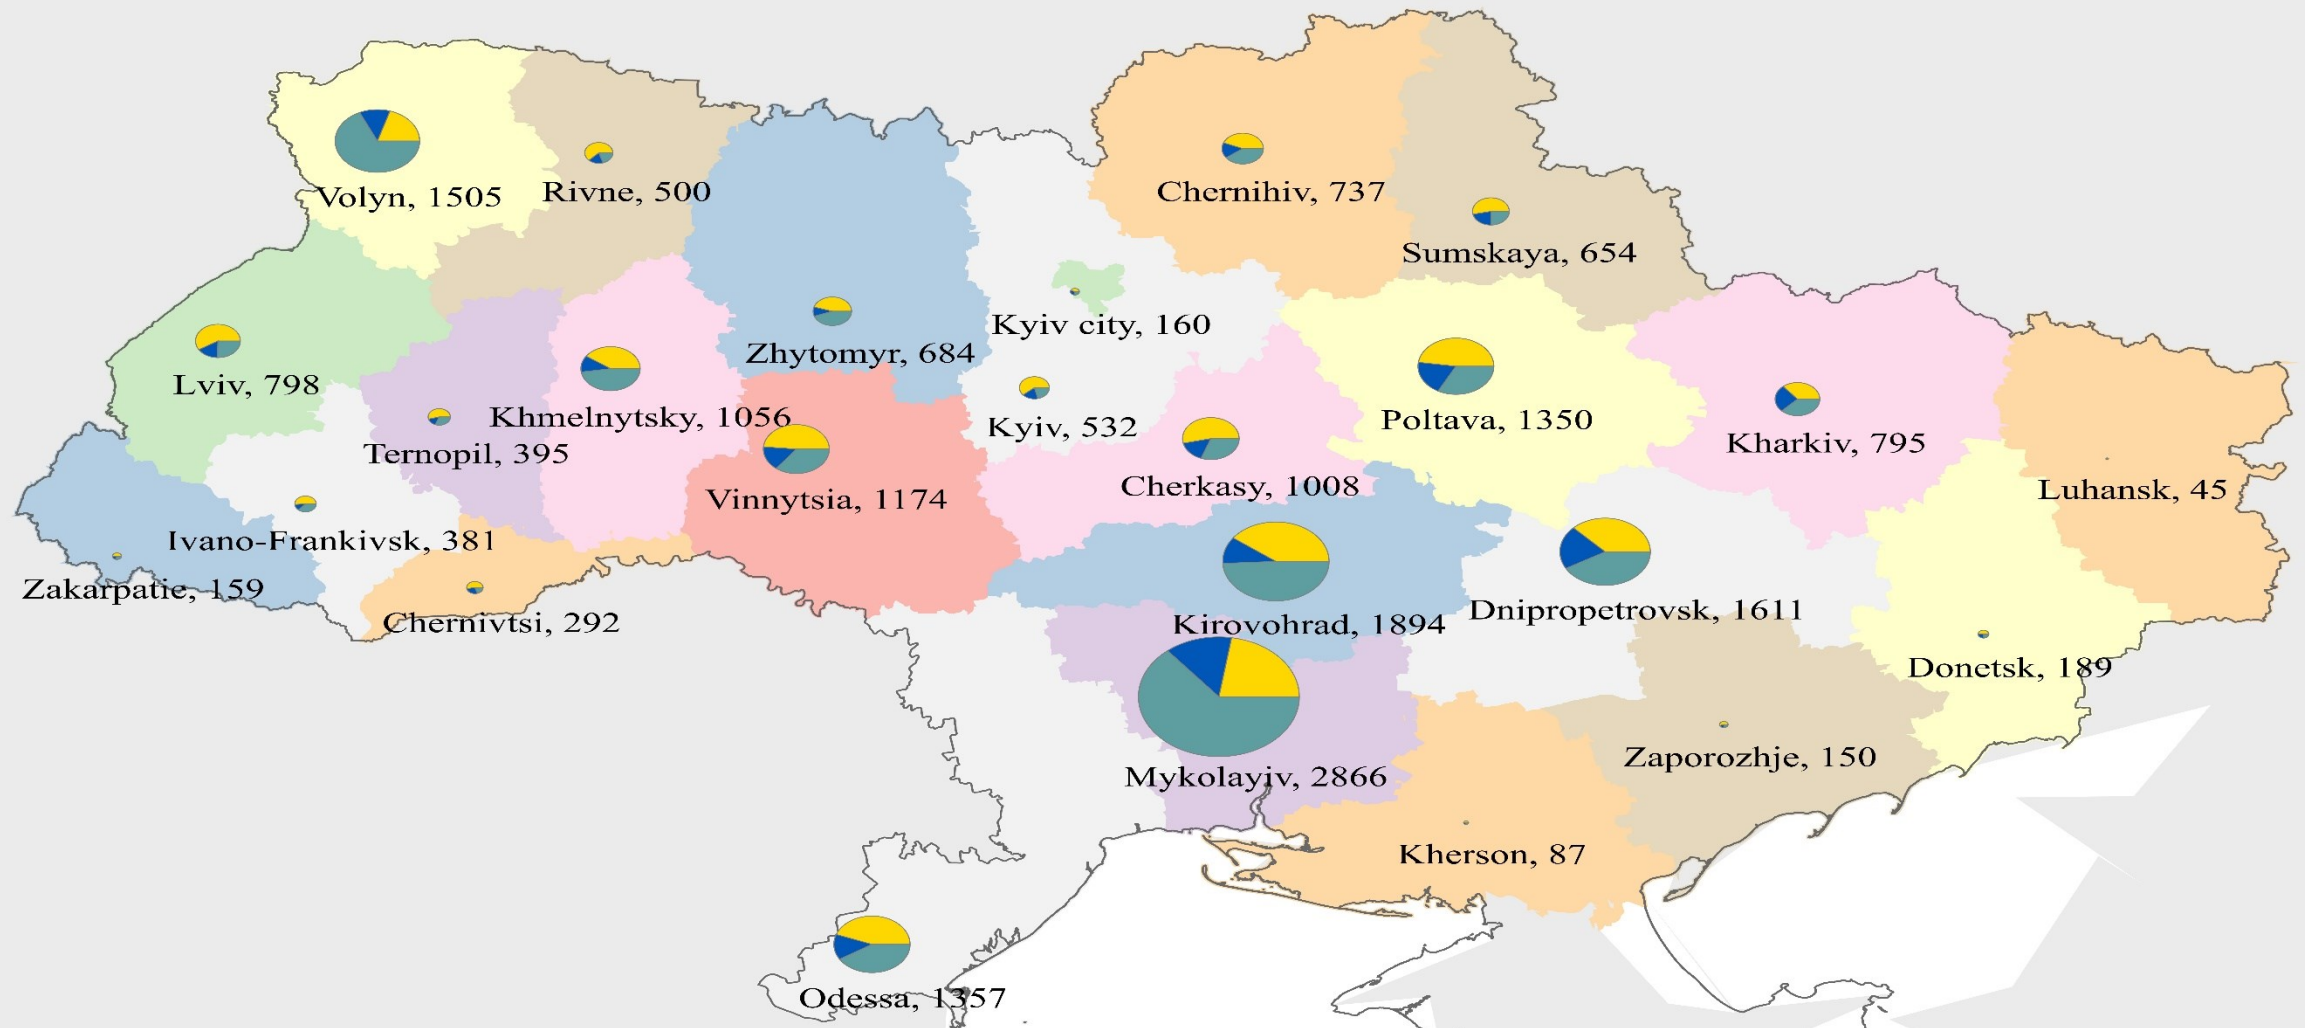 Volyn, 1505
Rivne, 500
Chernihiv, 737
Sumskaya, 654
Kyiv city, 160
Zhytomyr, 684
Lviv, 798
Khmelnytsky, 1056
Poltava, 1350
Kyiv, 532
Kharkiv, 795
Ternopil, 395
Cherkasy, 1008
Luhansk, 45
Vinnytsia, 1174
Ivano-Frankivsk, 381
Zakarpatie, 159
Chernivtsi, 292
Kirovohrad, 1894
Dnipropetrovsk, 1611
Donetsk, 189
Zaporozhje, 150
Mykolayiv, 2866
Kherson, 87
Odessa, 1357